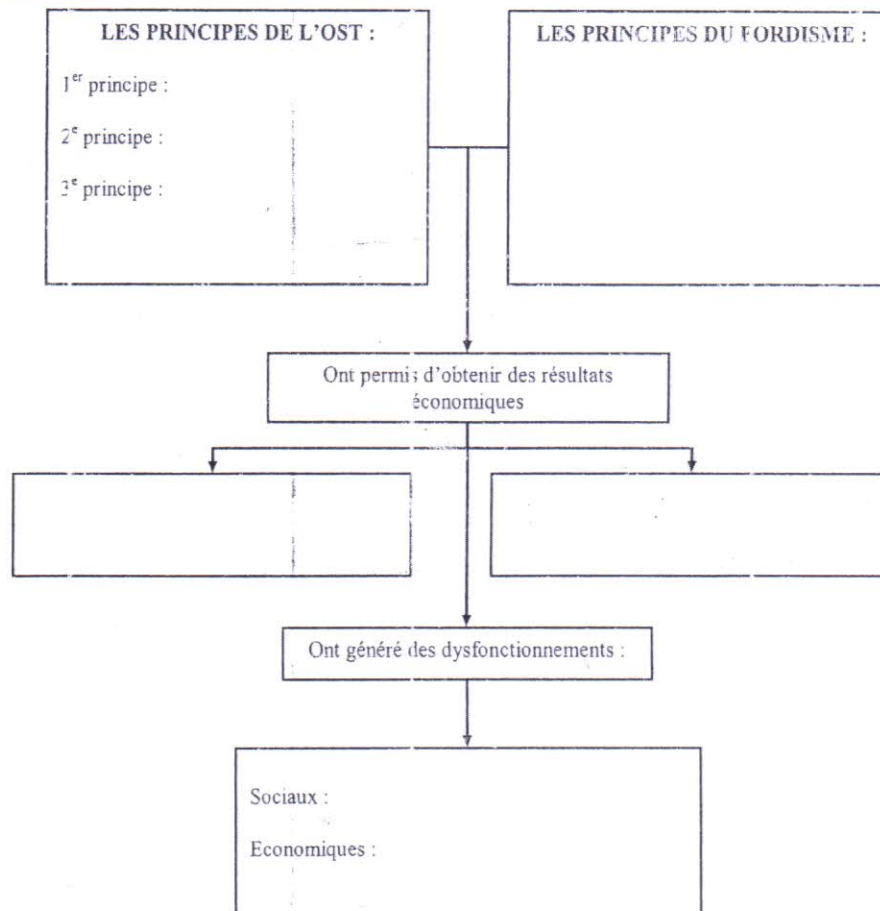 LES PRINCIPES DE L'OST :
1er principe :
2e principe :
3e principe :
LES PRINCIPES DU FORDISME :
Ont permis d'obtenir des résultats
économiques
Ont généré des dysfonctionnements :
Sociaux :
Economiques :